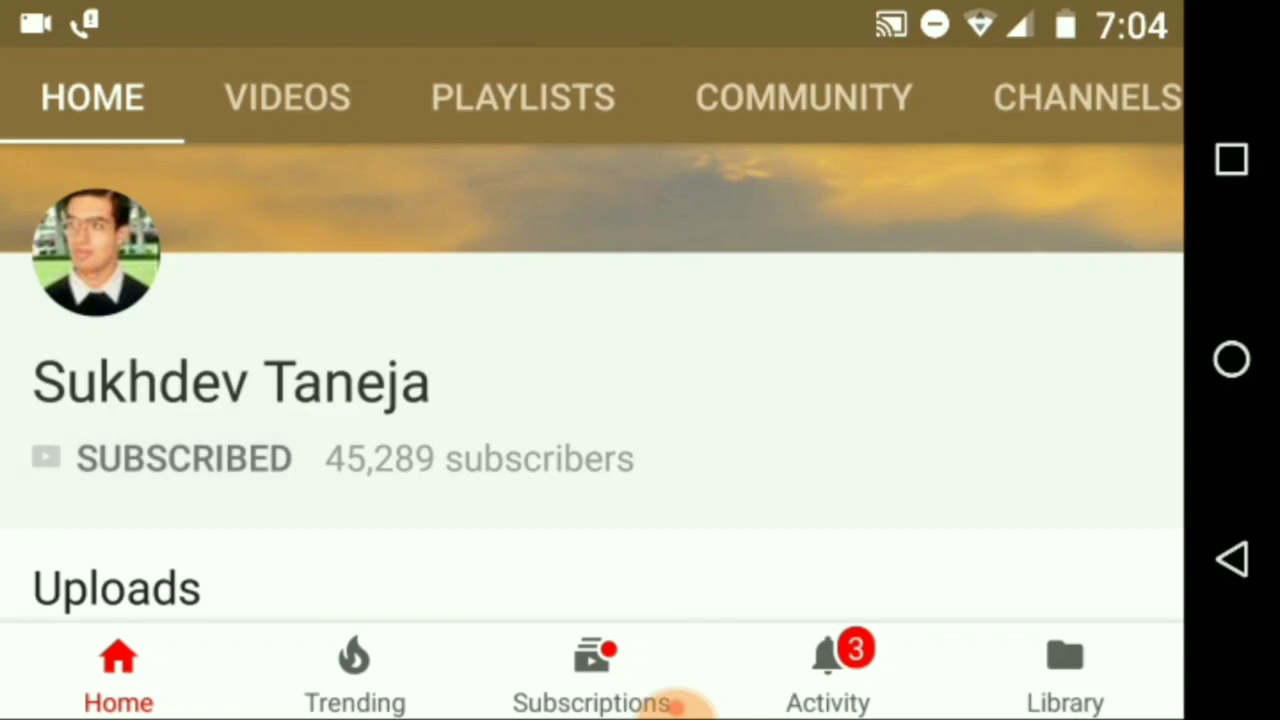 7:04
HOME VIDEOS PLAYLISTS COMMUNITY CHANNELS
Sukhdev Taneja
SUBSCRIBED 45,289 subscribers
Uploads
3
Home Trending Subscriptions Activity Library